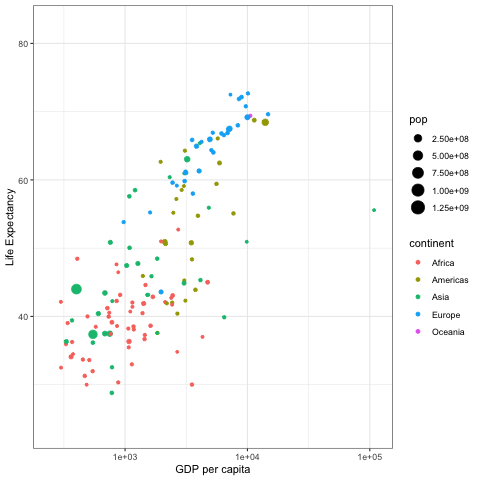 80
60
40
Life Expectancy
1e+03
1e+04
1e+05
GDP per capita
pop
2.50e+08
5.00e+08
7.50e+08
1.00e+09
1.25e+09
continent
Africa
Americas
Asia
Europe
Oceania